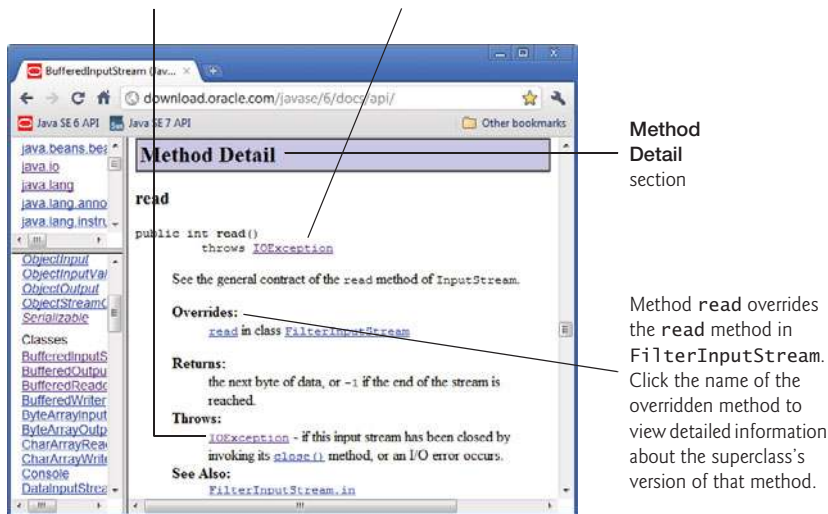 BufferedInputStream (Jav...
download.oracle.com/javase/6/docs/api/
Java SE 6 API Java SE 7 API Other bookmarks
java.beans.bea
java.io
java.lang
java.lang.anno
java.lang.instru
ObjectInput
ObjectInputVal
ObjectOutput
ObjectStreamC
Serializable
Classes
BufferedInputS
BufferedOutpu
BufferedReade
BufferedWriter
ByteArrayInput
ByteArrayOutp
CharArrayRea
CharArrayWrite
Console
DataInputStrea
Method Detail
read
public int read()
throws IOException
See the general contract of the read method of InputStream.
Overrides:
read in class FilterInputStream
Returns:
the next byte of data, or -1 if the end of the stream is
reached.
Throws:
IOException - if this input stream has been closed by
invoking its close() method, or an I/O error occurs.
See Also:
FilterInputStream.in
Method
Detail
section
Method read overrides
the read method in
FilterInputStream.
Click the name of the
overridden method to
view detailed information
about the superclass's
version of that method.